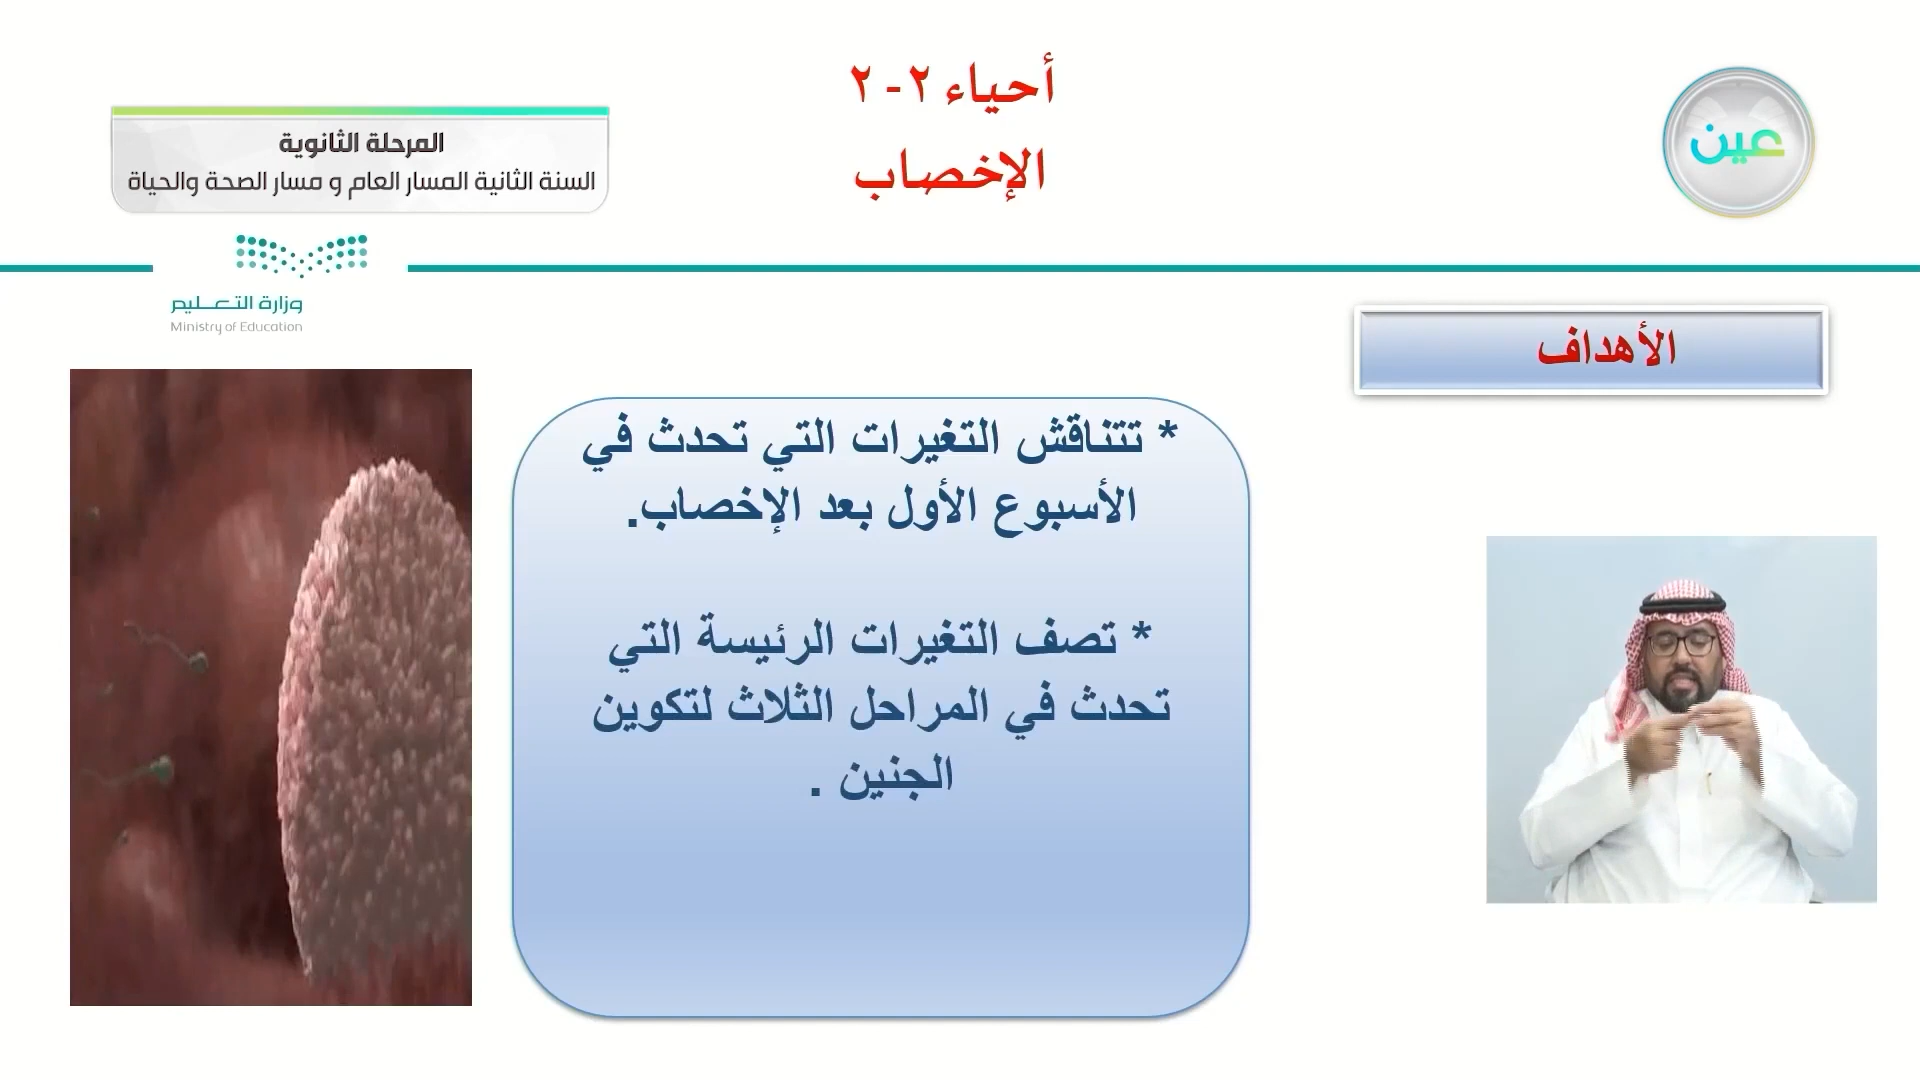 أحياء ٢-٢
الإخصاب
عين
المرحلة الثانوية
السنة الثانية المسار العام و مسار الصحة والحياة
وزارة التعليم
Ministry of Education
الأهداف
* تتناقش التغيرات التي تحدث في
الأسبوع الأول بعد الإخصاب.
* تصف التغيرات الرئيسة التي
تحدث في المراحل الثلاث لتكوين
الجنين .